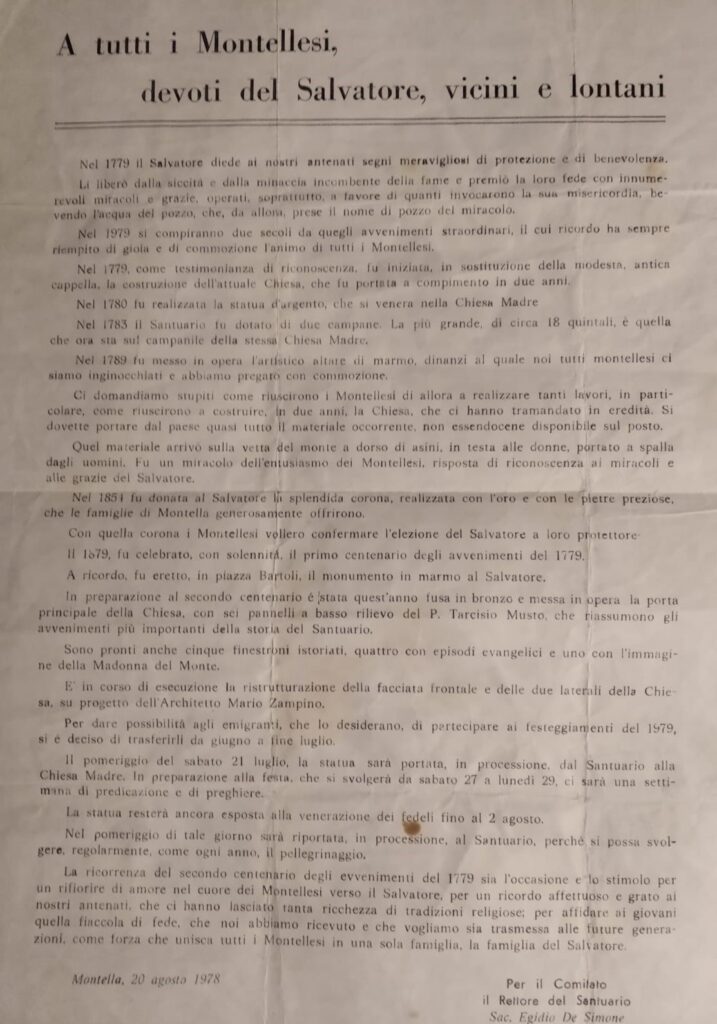 A tutti i Montellesi,
devoti del Salvatore, vicini e lontani
Nel 1779 il Salvatore diede ai nostri antenati segni meravigliosi di protezione e di benevolenza.
Li liberò dalla siccità e dalla minaccia incombente della fame e premiò la loro fede con innume-
revoli miracoli e grazie, operati, soprattutto, a favore di quanti invocarono la sua misericordia, be-
vendo l'acqua del pozzo, che, da allora, prese il nome di pozzo del miracolo.
Nel 1979 si compiranno due secoli da quegli avvenimenti straordinari, il cui ricordo ha sempre
riempito di gioia e di commozione l'animo di tutti i Montellesi.
Nel 1779, come testimonianza di riconoscenza, fu iniziata, in sostituzione della modesta, antica
cappella, la costruzione dell'attuale Chiesa, che fu portata a compimento in due anni.
Nel 1780 fu realizzata la statua d'argento, che si venera nella Chiesa Madre
Nel 1783 il Santuario fu dotato di due campane. La più grande, di circa 18 quintali, è quella
che ora sta sul campanile della stessa Chiesa Madre.
Nel 1789 fu messo in opera l'artistico altare di marmo, dinanzi al quale noi tutti montellesi ci
siamo inginocchiati e abbiamo pregato con commozione.
Ci domandiamo stupiti come riuscirono i Montellesi di allora a realizzare tanti lavori, in parti-
colare, come riuscirono a costruire, in due anni, la Chiesa, che ci hanno tramandato in eredità. Si
dovette portare dal paese quasi tutto il materiale occorrente, non essendocene disponibile sul posto.
Quel materiale arrivò sulla vetta del monte a dorso di asini, in testa alle donne, portato a spalla
dagli uomini. Fu un miracolo dell'entusiasmo dei Montellesi, risposta di riconoscenza ai miracoli e
alle grazie del Salvatore.
Nel 1851 fu donata al Salvatore la splendida corona, realizzata con l'oro e con le pietre preziose,
che le famiglie di Montella generosamente offrirono.
Con quella corona i Montellesi vollero confermare l'elezione del Salvatore a loro protettore.
Il 1879, fu celebrato, con solennità, il primo centenario degli avvenimenti del 1779.
A ricordo, fu eretto, in piazza Bartoli, il monumento in marmo al Salvatore.
In preparazione al secondo centenario è stata quest'anno fusa in bronzo e messa in opera la porta
principale della Chiesa, con sei pannelli a basso rilievo del P. Tarcisio Musto, che riassumono gli
avvenimenti più importanti della storia del Santuario.
Sono pronti anche cinque finestroni istoriati, quattro con episodi evangelici e uno con l'immagi-
ne della Madonna del Monte.
E' in corso di esecuzione la ristrutturazione della facciata frontale e delle due laterali della Chie-
sa, su progetto dell'Architetto Mario Zampino.
Per dare possibilità agli emigranti, che lo desiderano, di partecipare ai festeggiamenti del 1979,
si è deciso di trasferirli da giugno a fine luglio.
Il pomeriggio del sabato 21 luglio, la statua sarà portata, in processione, dal Santuario alla
Chiesa Madre. In preparazione alla festa, che si svolgerà da sabato 27 a lunedì 29, ci sarà una setti-
mana di predicazione e di preghiere.
La statua resterà ancora esposta alla venerazione dei fedeli fino al 2 agosto.
Nel pomeriggio di tale giorno sarà riportata, in processione, al Santuario, perchè si possa svol-
gere, regolarmente, come ogni anno, il pellegrinaggio.
La ricorrenza del secondo centenario degli evvenimenti del 1779 sia l'occasione e lo stimolo per
un rifiorire di amore nel cuore dei Montellesi verso il Salvatore, per un ricordo affettuoso e grato ai
nostri antenati, che ci hanno lasciato tanta ricchezza di tradizioni religiose; per affidare ai giovani
quella fiaccola di fede, che noi abbiamo ricevuto e che vogliamo sia trasmessa alle future genera-
zioni, come forza che unisca tutti i Montellesi in una sola famiglia, la famiglia del Salvatore.
Montella, 20 agosto 1978
Per il Comitato
il Rettore del Santuario
Sac. Egidio De Simone